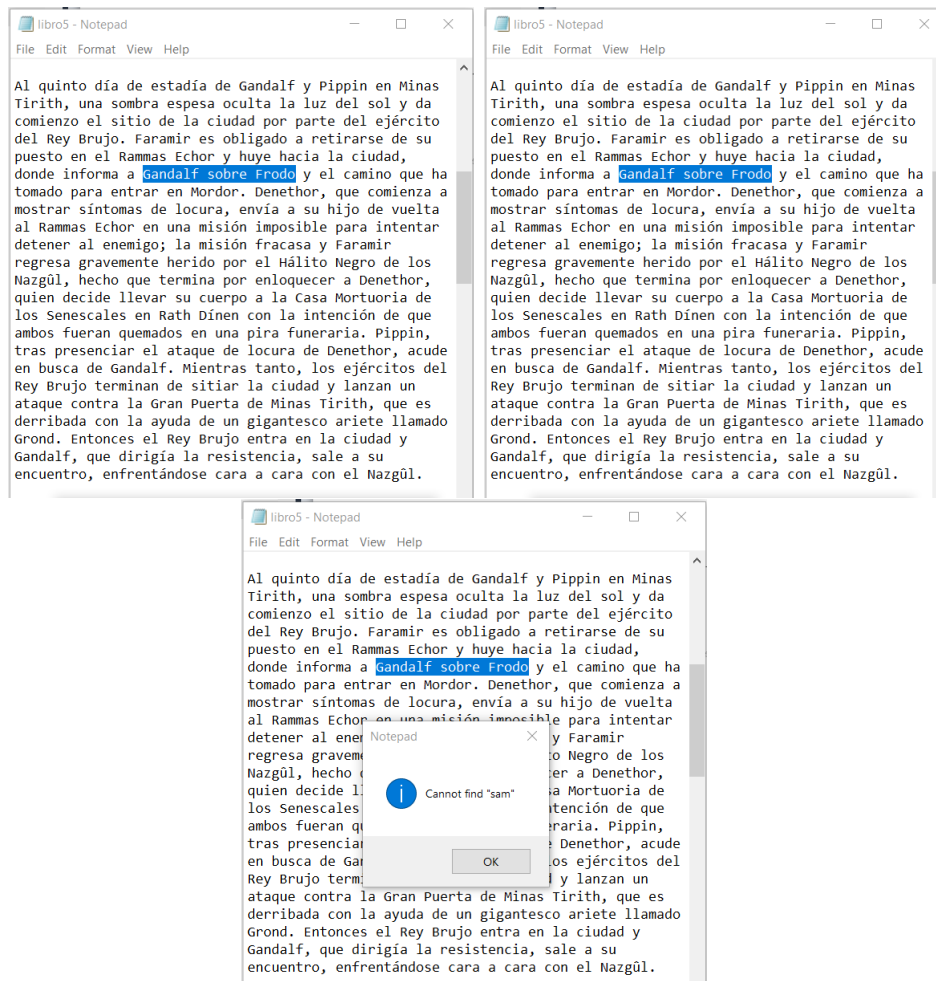 libro5 - Notepad
File Edit Format View Help
Al quinto día de estadía de Gandalf y Pippin en Minas
Tirith, una sombra espesa oculta la luz del sol y da
comienzo el sitio de la ciudad por parte del ejército
del Rey Brujo. Faramir es obligado a retirarse de su
puesto en el Rammas Echor y huye hacia la ciudad,
donde informa a Gandalf sobre Frodo y el camino que ha
tomado para entrar en Mordor. Denethor, que comienza a
mostrar síntomas de locura, envía a su hijo de vuelta
al Rammas Echor en una misión imposible para intentar
detener al enemigo; la misión fracasa y Faramir
regresa gravemente herido por el Hálito Negro de los
Nazgûl, hecho que termina por enloquecer a Denethor,
quien decide llevar su cuerpo a la Casa Mortuoria de
los Senescales en Rath Dínen con la intención de que
ambos fueran quemados en una pira funeraria. Pippin,
tras presenciar el ataque de locura de Denethor, acude
en busca de Gandalf. Mientras tanto, los ejércitos del
Rey Brujo terminan de sitiar la ciudad y lanzan un
ataque contra la Gran Puerta de Minas Tirith, que es
derribada con la ayuda de un gigantesco ariete llamado
Grond. Entonces el Rey Brujo entra en la ciudad y
Gandalf, que dirigía la resistencia, sale a su
encuentro, enfrentándose cara a cara con el Nazgûl.
libro5 - Notepad
File Edit Format View Help
Al quinto día de estadía de Gandalf y Pippin en Minas
Tirith, una sombra espesa oculta la luz del sol y da
comienzo el sitio de la ciudad por parte del ejército
del Rey Brujo. Faramir es obligado a retirarse de su
puesto en el Rammas Echor y huye hacia la ciudad,
donde informa a Gandalf sobre Frodo y el camino que ha
tomado para entrar en Mordor. Denethor, que comienza a
mostrar síntomas de locura, envía a su hijo de vuelta
al Rammas Echor en una misión imposible para intentar
detener al enemigo; la misión fracasa y Faramir
regresa gravemente herido por el Hálito Negro de los
Nazgûl, hecho que termina por enloquecer a Denethor,
quien decide llevar su cuerpo a la Casa Mortuoria de
los Senescales en Rath Dínen con la intención de que
ambos fueran quemados en una pira funeraria. Pippin,
tras presenciar el ataque de locura de Denethor, acude
en busca de Gandalf. Mientras tanto, los ejércitos del
Rey Brujo terminan de sitiar la ciudad y lanzan un
ataque contra la Gran Puerta de Minas Tirith, que es
derribada con la ayuda de un gigantesco ariete llamado
Grond. Entonces el Rey Brujo entra en la ciudad y
Gandalf, que dirigía la resistencia, sale a su
encuentro, enfrentándose cara a cara con el Nazgûl.
libro5 - Notepad
File Edit Format View Help
Al quinto día de estadía de Gandalf y Pippin en Minas
Tirith, una sombra espesa oculta la luz del sol y da
comienzo el sitio de la ciudad por parte del ejército
del Rey Brujo. Faramir es obligado a retirarse de su
puesto en el Rammas Echor y huye hacia la ciudad,
donde informa a Gandalf sobre Frodo y el camino que ha
tomado para entrar en Mordor. Denethor, que comienza a
mostrar síntomas de locura, envía a su hijo de vuelta
al Rammas Echor en una misión imposible para intentar
detener al y Faramir
regresa Negro de los
Nazgûl, hecho a Denethor,
quien decide Mortuoria de
los Senescales de que
ambos fueran Pippin,
tras Denethor, acude
en busca de ejércitos del
Rey Brujo y lanzan un
ataque contra la Gran Puerta de Minas Tirith, que es
derribada con la ayuda de un gigantesco ariete llamado
Grond. Entonces el Rey Brujo entra en la ciudad y
Gandalf, que dirigía la resistencia, sale a su
encuentro, enfrentándose cara a cara con el Nazgûl.
Notepad
Cannot find "sam"
OK